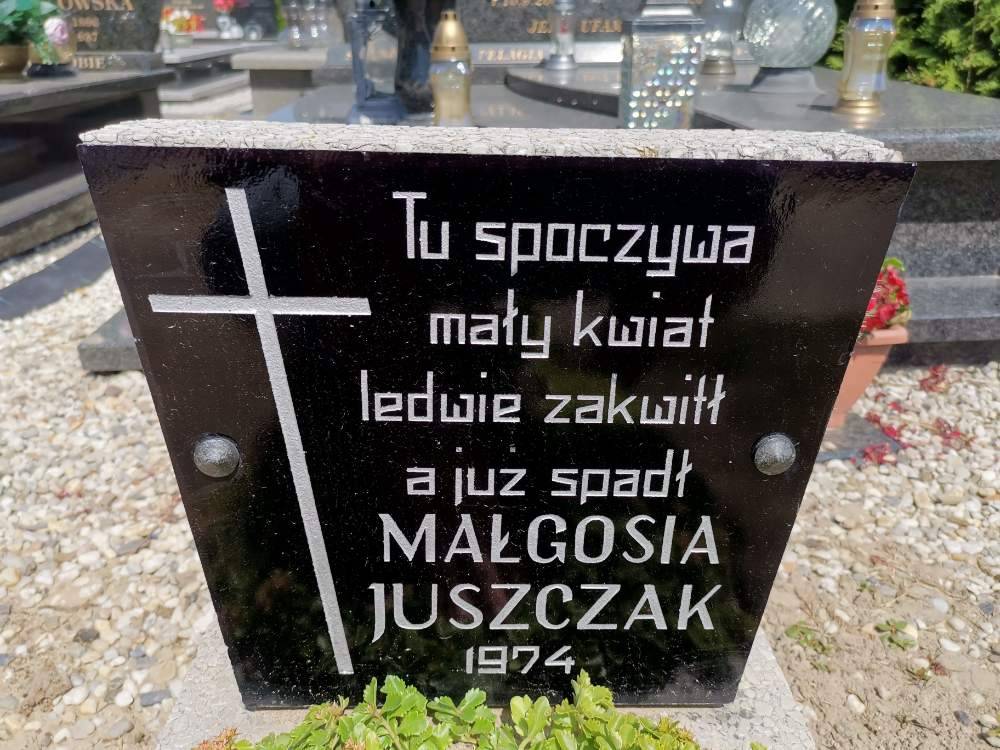 Tu spoczywa
mały kwiat
ledwie zakwitł
a już spadł
MAŁGOSIA
JUSZCZAK
1974